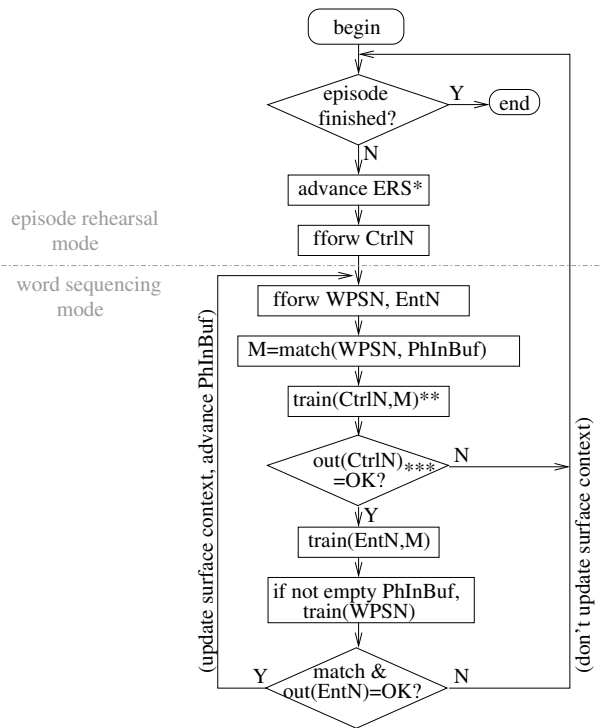 begin
episode
finished?
Y
end
N
advance ERS*
episode rehearsal
mode
fforw CtrlN
word sequencing
mode
fforw WPSN, EntN
M=match(WPSN, PhInBuf)
train(CtrlN,M)**
out(CtrlN)***
=OK?
N
Y
train(EntN,M)
if not empty PhInBuf,
train(WPSN)
match &
out(EntN)=OK?
Y
N
(update surface context, advance PhInBuf)
(don't update surface context)